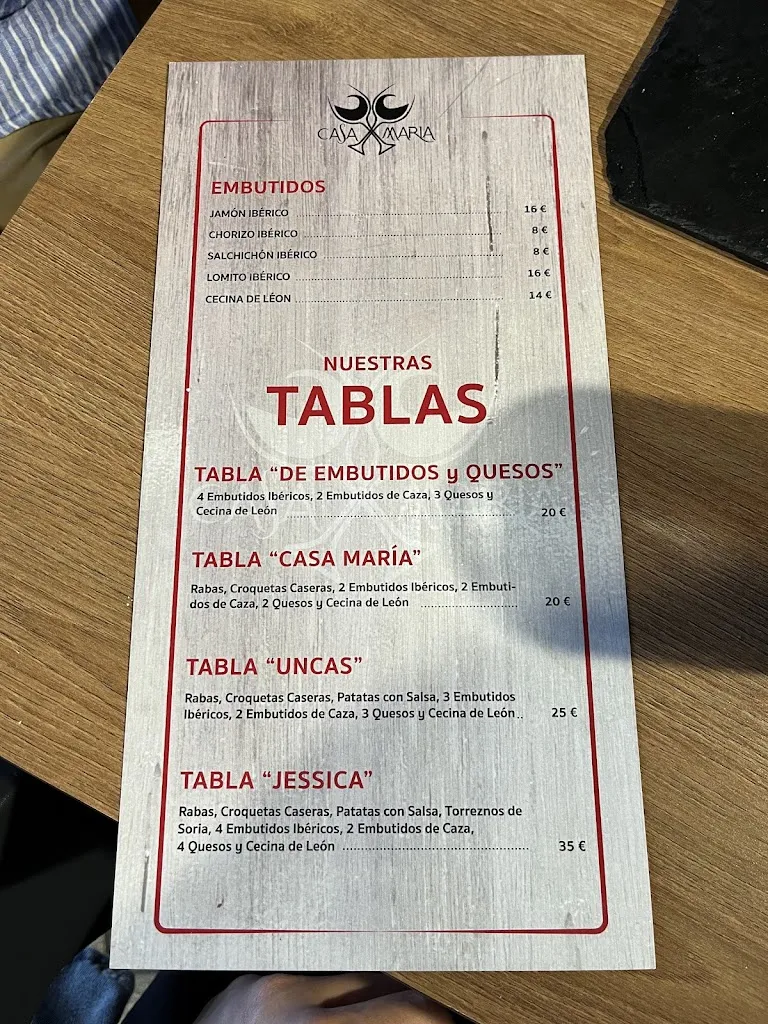 CASA MARIA
EMBUTIDOS
JAMÓN IBÉRICO ........ 16 €
CHORIZO IBÉRICO ........ 8 €
SALCHICHÓN IBÉRICO ........ 8 €
LOMITO IBÉRICO ........ 16 €
CECINA DE LÉON ........ 14 €
NUESTRAS
TABLAS
TABLA “DE EMBUTIDOS y QUESOS”
4 Embutidos Ibéricos, 2 Embutidos de Caza, 3 Quesos y
Cecina de León ........ 20 €
TABLA “CASA MARÍA”
Rabas, Croquetas Caseras, 2 Embutidos Ibéricos, 2 Embuti-
dos de Caza, 2 Quesos y Cecina de León ........ 20 €
TABLA “UNCAS”
Rabas, Croquetas Caseras, Patatas con Salsa, 3 Embutidos
Ibéricos, 2 Embutidos de Caza, 3 Quesos y Cecina de León.. 25 €
TABLA “JESSICA”
Rabas, Croquetas Caseras, Patatas con Salsa, Torreznos de
Soria, 4 Embutidos Ibéricos, 2 Embutidos de Caza,
4 Quesos y Cecina de León ........ 35 €